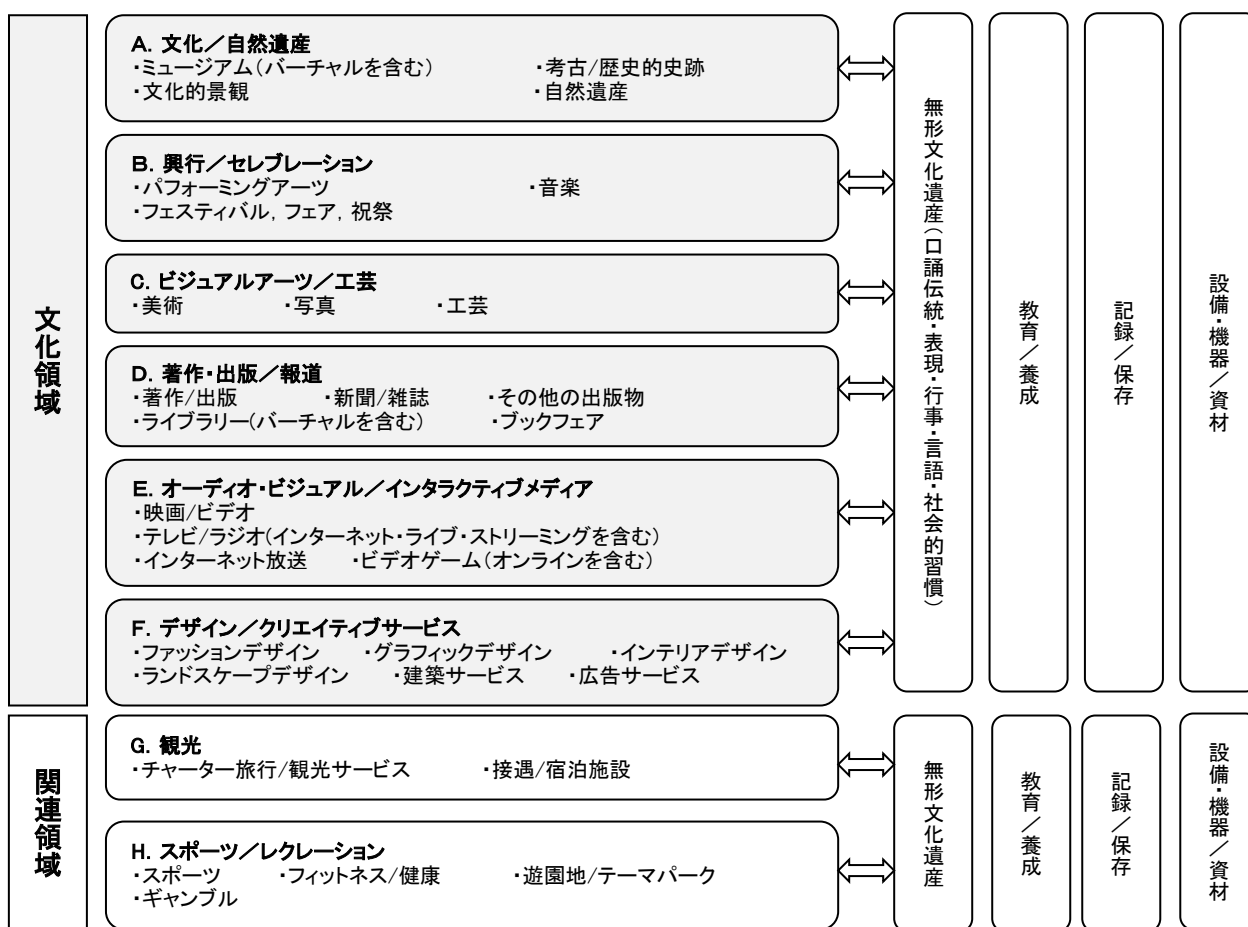 文化領域
A. 文化／自然遺産
・ミュージアム(バーチャルを含む) ・考古/歴史的史跡
・文化的景観 ・自然遺産
B. 興行／セレブレーション
・パフォーミングアーツ ・音楽
・フェスティバル, フェア, 祝祭
C. ビジュアルアーツ／工芸
・美術 ・写真 ・工芸
D. 著作・出版／報道
・著作/出版 ・新聞/雑誌 ・その他の出版物
・ライブラリー(バーチャルを含む) ・ブックフェア
E. オーディオ・ビジュアル／インタラクティブメディア
・映画/ビデオ
・テレビ/ラジオ(インターネット・ライブ・ストリーミングを含む)
・インターネット放送 ・ビデオゲーム(オンラインを含む)
F. デザイン／クリエイティブサービス
・ファッションデザイン ・グラフィックデザイン ・インテリアデザイン
・ランドスケープデザイン ・建築サービス ・広告サービス
無形文化遺産(口誦伝統・表現・行事・言語・社会的習慣)
教育／養成
記録／保存
設備・機器／資材
関連領域
G. 観光
・チャーター旅行/観光サービス ・接遇/宿泊施設
H. スポーツ／レクレーション
・スポーツ ・フィットネス/健康 ・遊園地/テーマパーク
・ギャンブル
無形文化遺産
教育／養成
記録／保存
設備・機器／資材